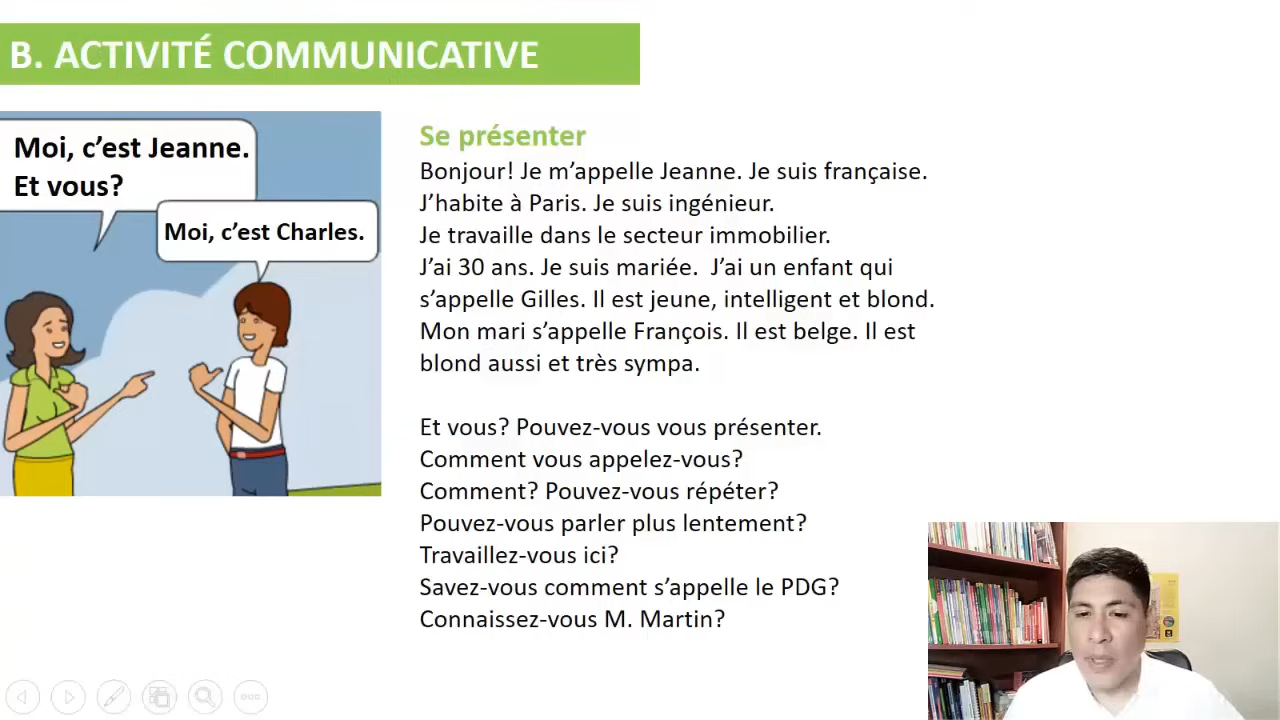 B. ACTIVITÉ COMMUNICATIVE
Moi, c’est Jeanne.
Et vous?
Moi, c’est Charles.
Se présenter
Bonjour! Je m’appelle Jeanne. Je suis française.
J’habite à Paris. Je suis ingénieur.
Je travaille dans le secteur immobilier.
J’ai 30 ans. Je suis mariée.  J’ai un enfant qui
s’appelle Gilles. Il est jeune, intelligent et blond.
Mon mari s’appelle François. Il est belge. Il est
blond aussi et très sympa.
Et vous? Pouvez-vous vous présenter.
Comment vous appelez-vous?
Comment? Pouvez-vous répéter?
Pouvez-vous parler plus lentement?
Travaillez-vous ici?
Savez-vous comment s’appelle le PDG?
Connaissez-vous M. Martin?